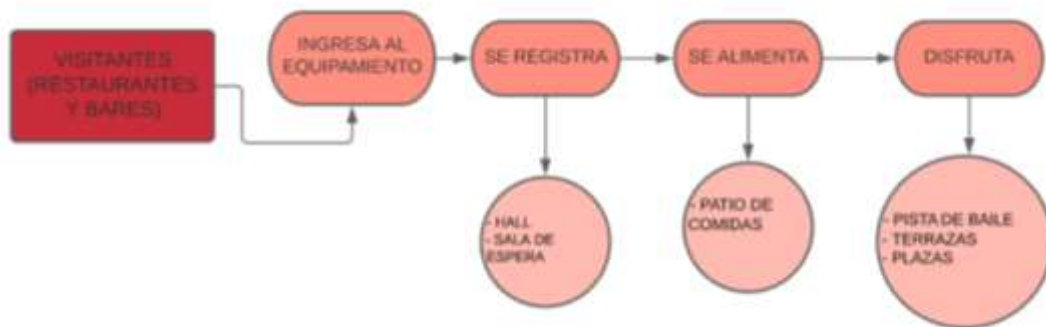 VISITANTES
(RESTAURANTES
Y BARES)
INGRESA AL
EQUIPAMIENTO
SE REGISTRA
SE ALIMENTA
DISFRUTA
- HALL
- SALA DE
ESPERA
- PATIO DE
COMIDAS
- PISTA DE BAILE
- TERRAZAS
- PLAZAS